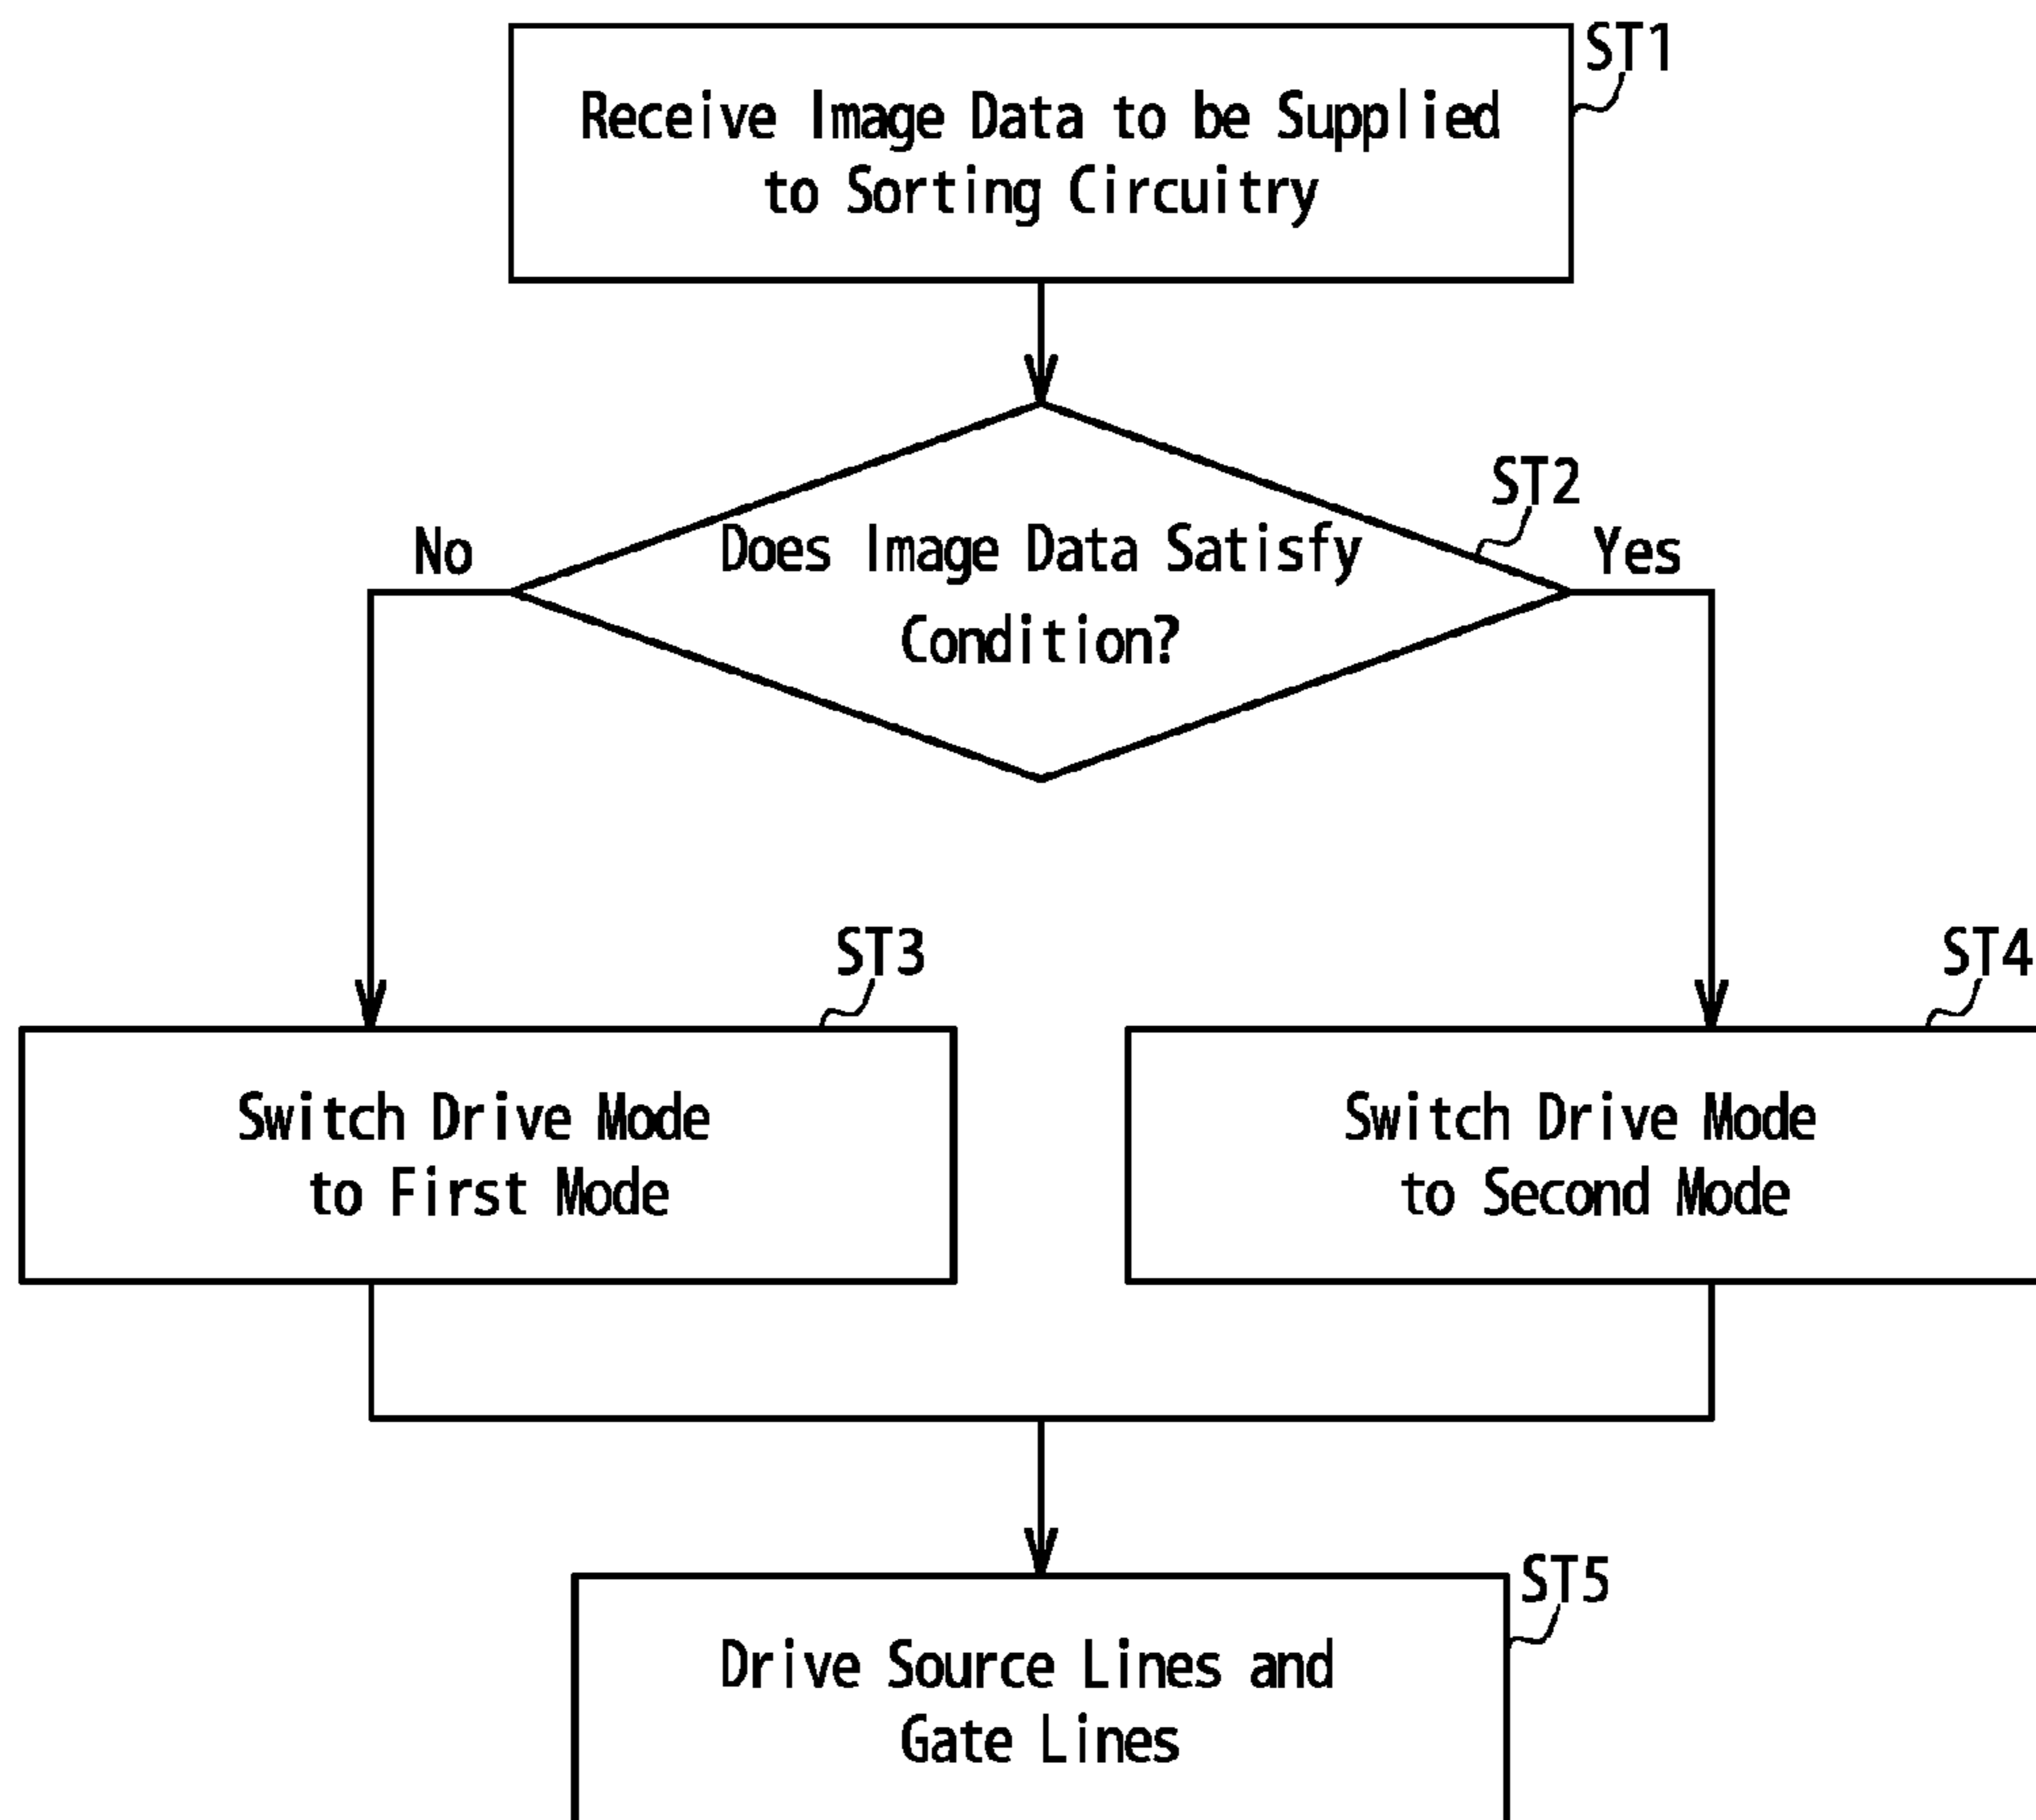 ST1
Receive Image Data to be Supplied
to Sorting Circuitry
ST2
No
Does Image Data Satisfy
Yes
Condition?
ST3
ST4
Switch Drive Mode
to First Mode
Switch Drive Mode
to Second Mode
ST5
Drive Source Lines and
Gate Lines